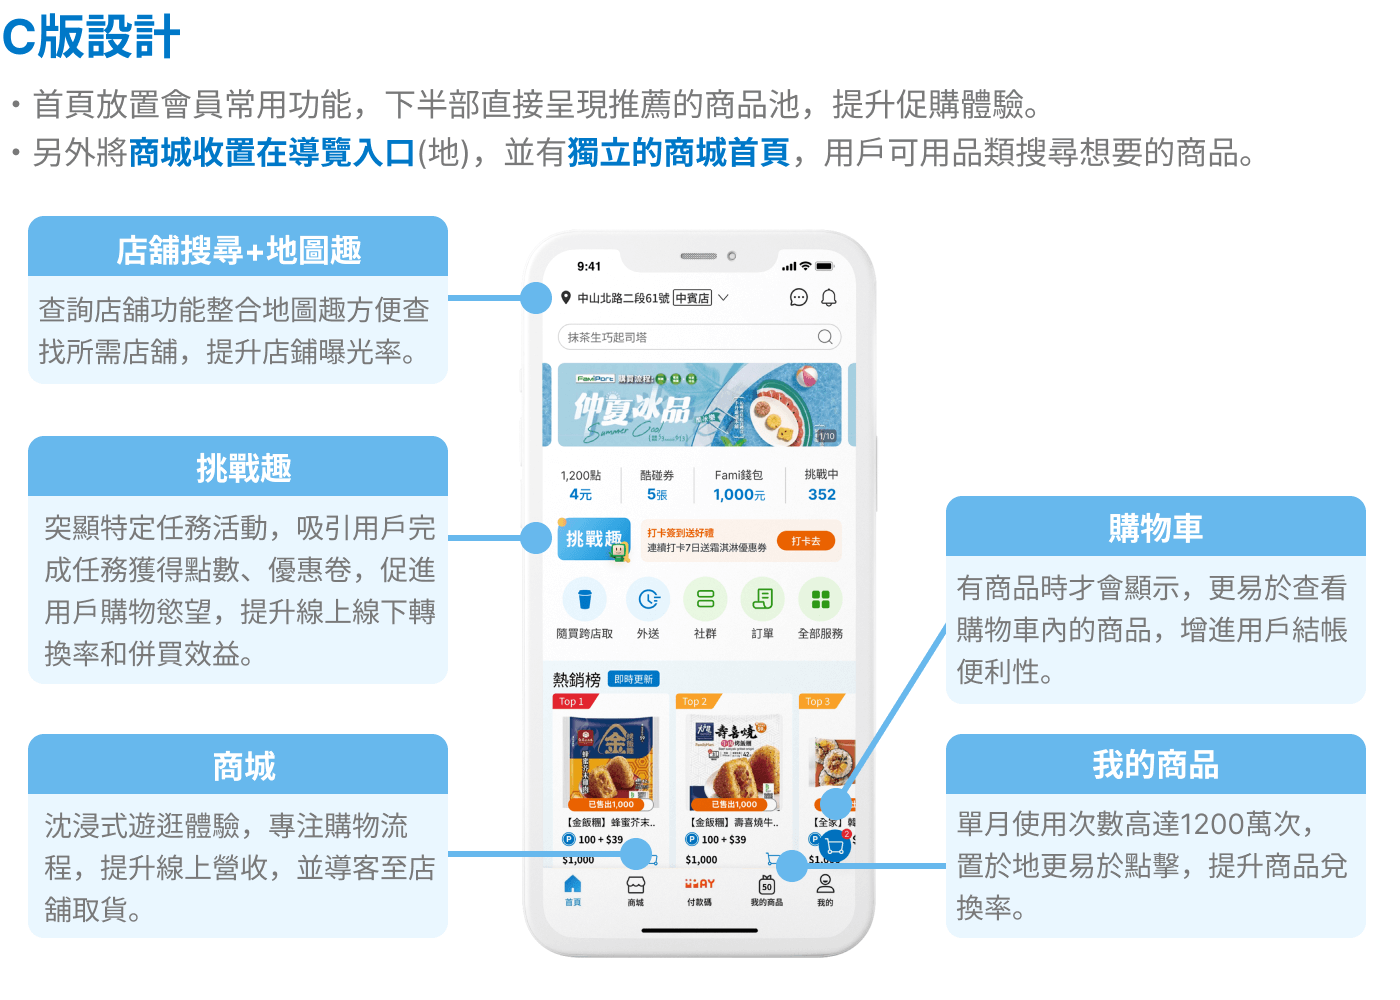 C版設計
・首頁放置會員常用功能，下半部直接呈現推薦的商品池，提升促購體驗。
・另外將商城收置在導覽入口(地)，並有獨立的商城首頁，用戶可用品類搜尋想要的商品。
店舖搜尋+地圖趣
查詢店舖功能整合地圖趣方便查
找所需店舖，提升店鋪曝光率。
挑戰趣
突顯特定任務活動，吸引用戶完
成任務獲得點數、優惠卷，促進
用戶購物慾望，提升線上線下轉
換率和併買效益。
商城
沈浸式遊逛體驗，專注購物流
程，提升線上營收，並導客至店
舖取貨。
9:41
中山北路二段61號 中賓店
抹茶生巧起司塔
FamiPort 購買流程:
仲夏冰品
Summer Cool
1/10
1,200點 酷碰券 Fami錢包 挑戰中
4元 5張 1,000元 352
挑戰趣
打卡簽到送好禮
連續打卡7日送霜淇淋優惠券
打卡去
隨買跨店取 外送 社群 訂單 全部服務
熱銷榜 即時更新
Top 1 Top 2 Top 3
金
蜂蜜芥末雞肉
壽喜燒
FamilyMart
已售出1,000 已售出1,000
【金飯糰】蜂蜜芥末.. 【金飯糰】壽喜燒牛.. 【全家】韓
P 100 + $39 P 100 + $39 P
$1,000 $1,000 $1,0
2
50
首頁 商城 付款碼 我的商品 我的
購物車
有商品時才會顯示，更易於查看
購物車內的商品，增進用戶結帳
便利性。
我的商品
單月使用次數高達1200萬次，
置於地更易於點擊，提升商品兌
換率。